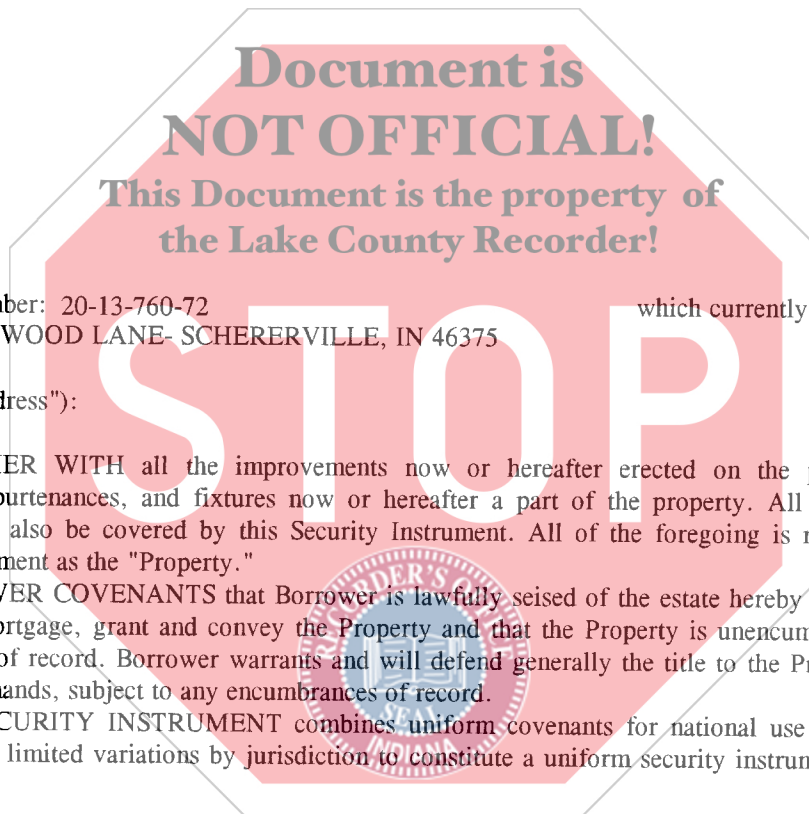 Document is
NOT OFFICIAL!
This Document is the property of
the Lake County Recorder!
ber: 20-13-760-72 which currently
WOOD LANE- SCHERERVILLE, IN 46375
dress"):
STOP
ER WITH all the improvements now or hereafter erected on the
purtenances, and fixtures now or hereafter a part of the property. All
also be covered by this Security Instrument. All of the foregoing is r
ment as the "Property."
VER COVENANTS that Borrower is lawfully seised of the estate hereby
ortgage, grant and convey the Property and that the Property is unencum
of record. Borrower warrants and will defend generally the title to the Pr
ands, subject to any encumbrances of record.
CURITY INSTRUMENT combines uniform covenants for national use
limited variations by jurisdiction to constitute a uniform security instrum
RECORDER'S OFFICE
SEAL
INDIANA